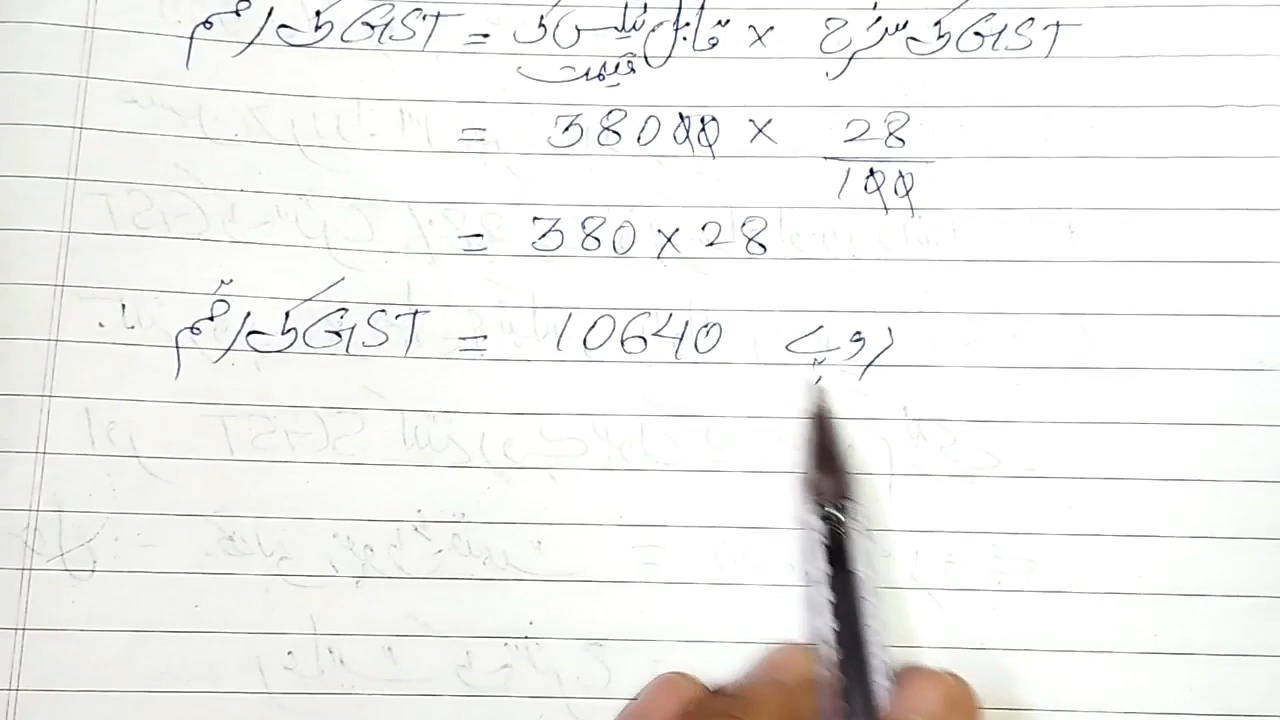 GST کی رقم = قابل ٹیکس کی قیمت × GST کی شرح
= 38000 × 28/100
= 380 × 28
∴ GST کی رقم = 10640 روپے